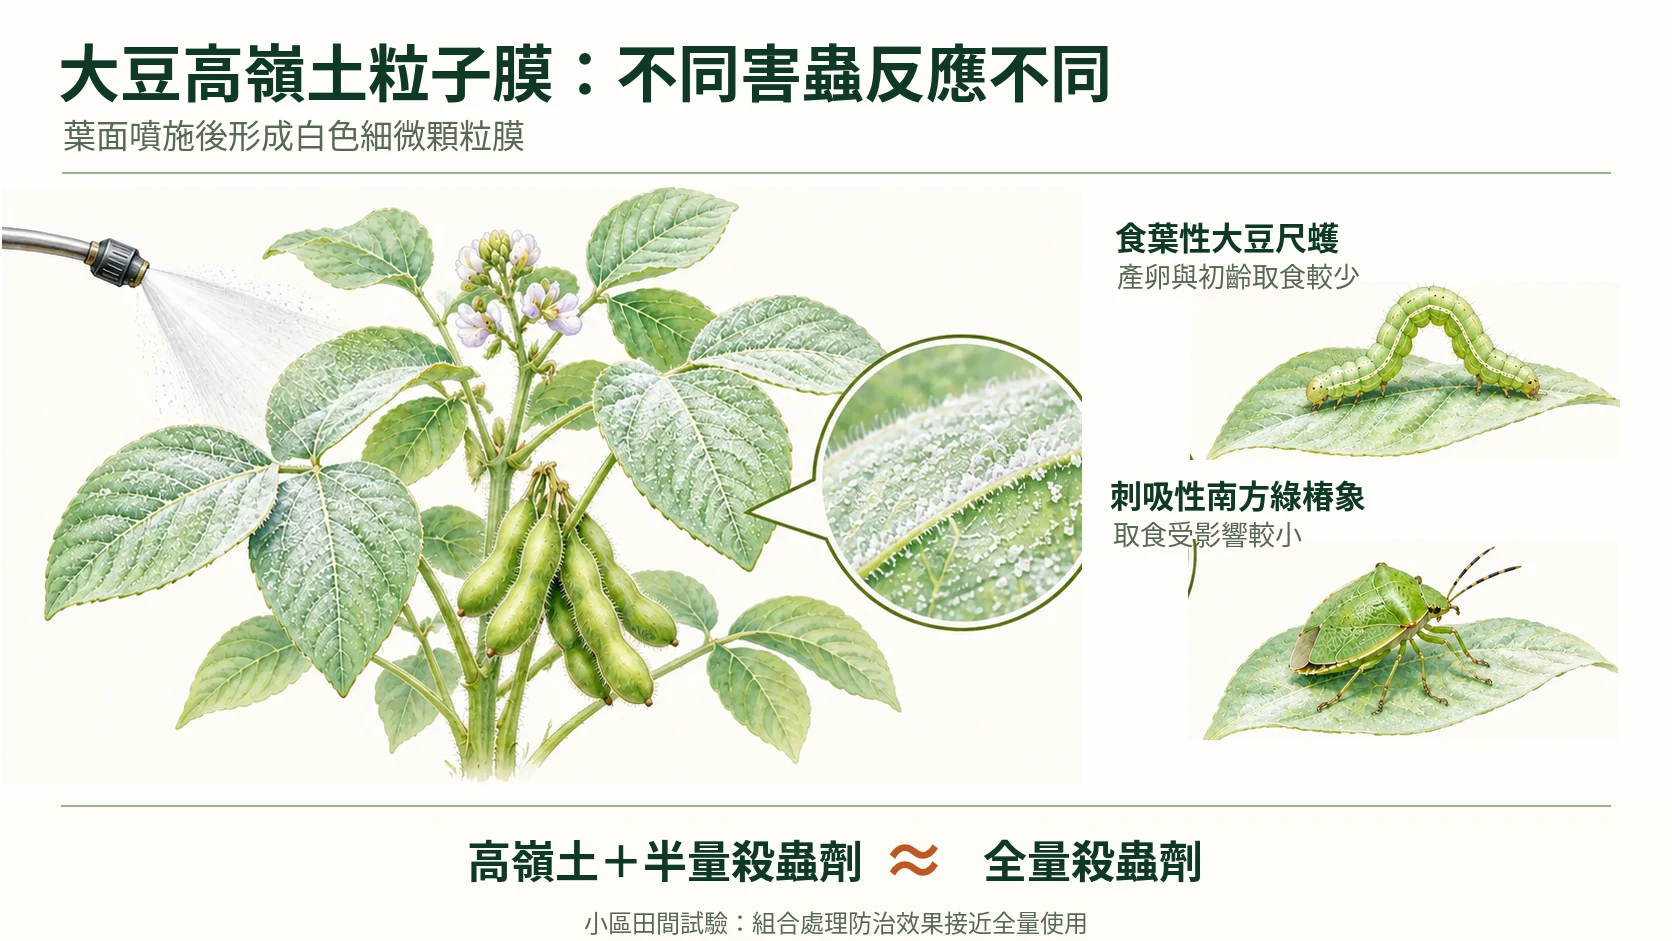 大豆高嶺土粒子膜：不同害蟲反應不同
葉面噴施後形成白色細微顆粒膜
食葉性大豆尺蠖
產卵與初齡取食較少
刺吸性南方綠椿象
取食受影響較小
高嶺土＋半量殺蟲劑 ≈ 全量殺蟲劑
小區田間試驗：組合處理防治效果接近全量使用